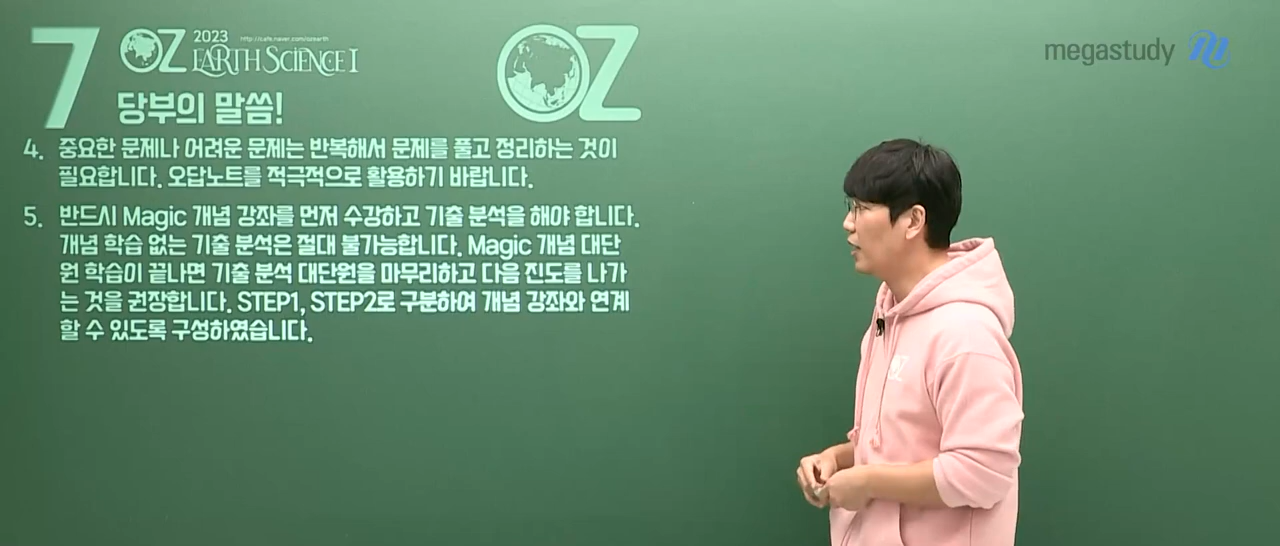 7
OZ
2023
http://cafe.naver.com/ozearth
EARTH SCIENCE I
당부의 말씀!
OZ
megastudy
4. 중요한 문제나 어려운 문제는 반복해서 문제를 풀고 정리하는 것이
필요합니다. 오답노트를 적극적으로 활용하기 바랍니다.
5. 반드시 Magic 개념 강좌를 먼저 수강하고 기출 분석을 해야 합니다.
개념 학습 없는 기출 분석은 절대 불가능합니다. Magic 개념 대단
원 학습이 끝나면 기출 분석 대단원을 마무리하고 다음 진도를 나가
는 것을 권장합니다. STEP1, STEP2로 구분하여 개념 강좌와 연계
할 수 있도록 구성하였습니다.
OZ